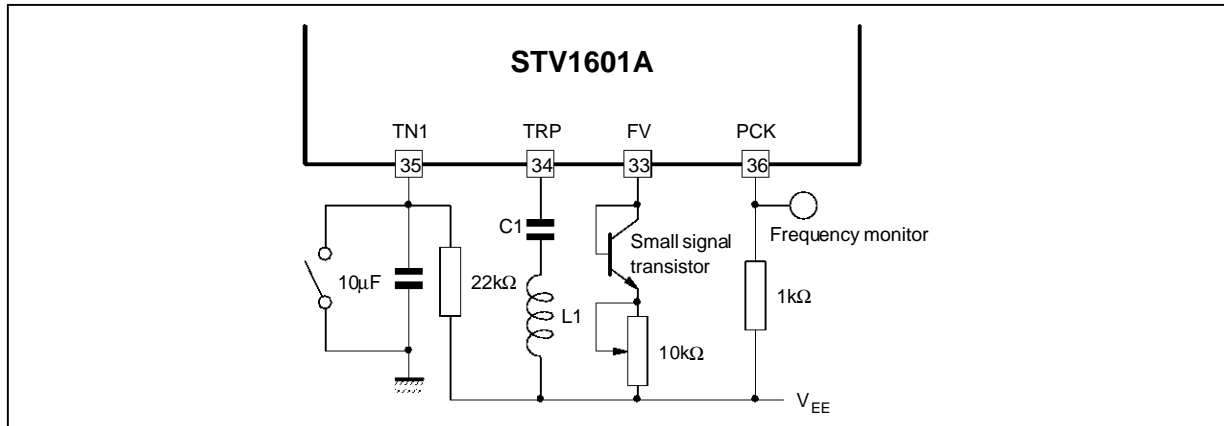 STV1601A
TN1 TRP FV PCK
35 34 33 36
C1
Small signal
transistor
Frequency monitor
10µF 22kΩ L1 10kΩ 1kΩ
VEE